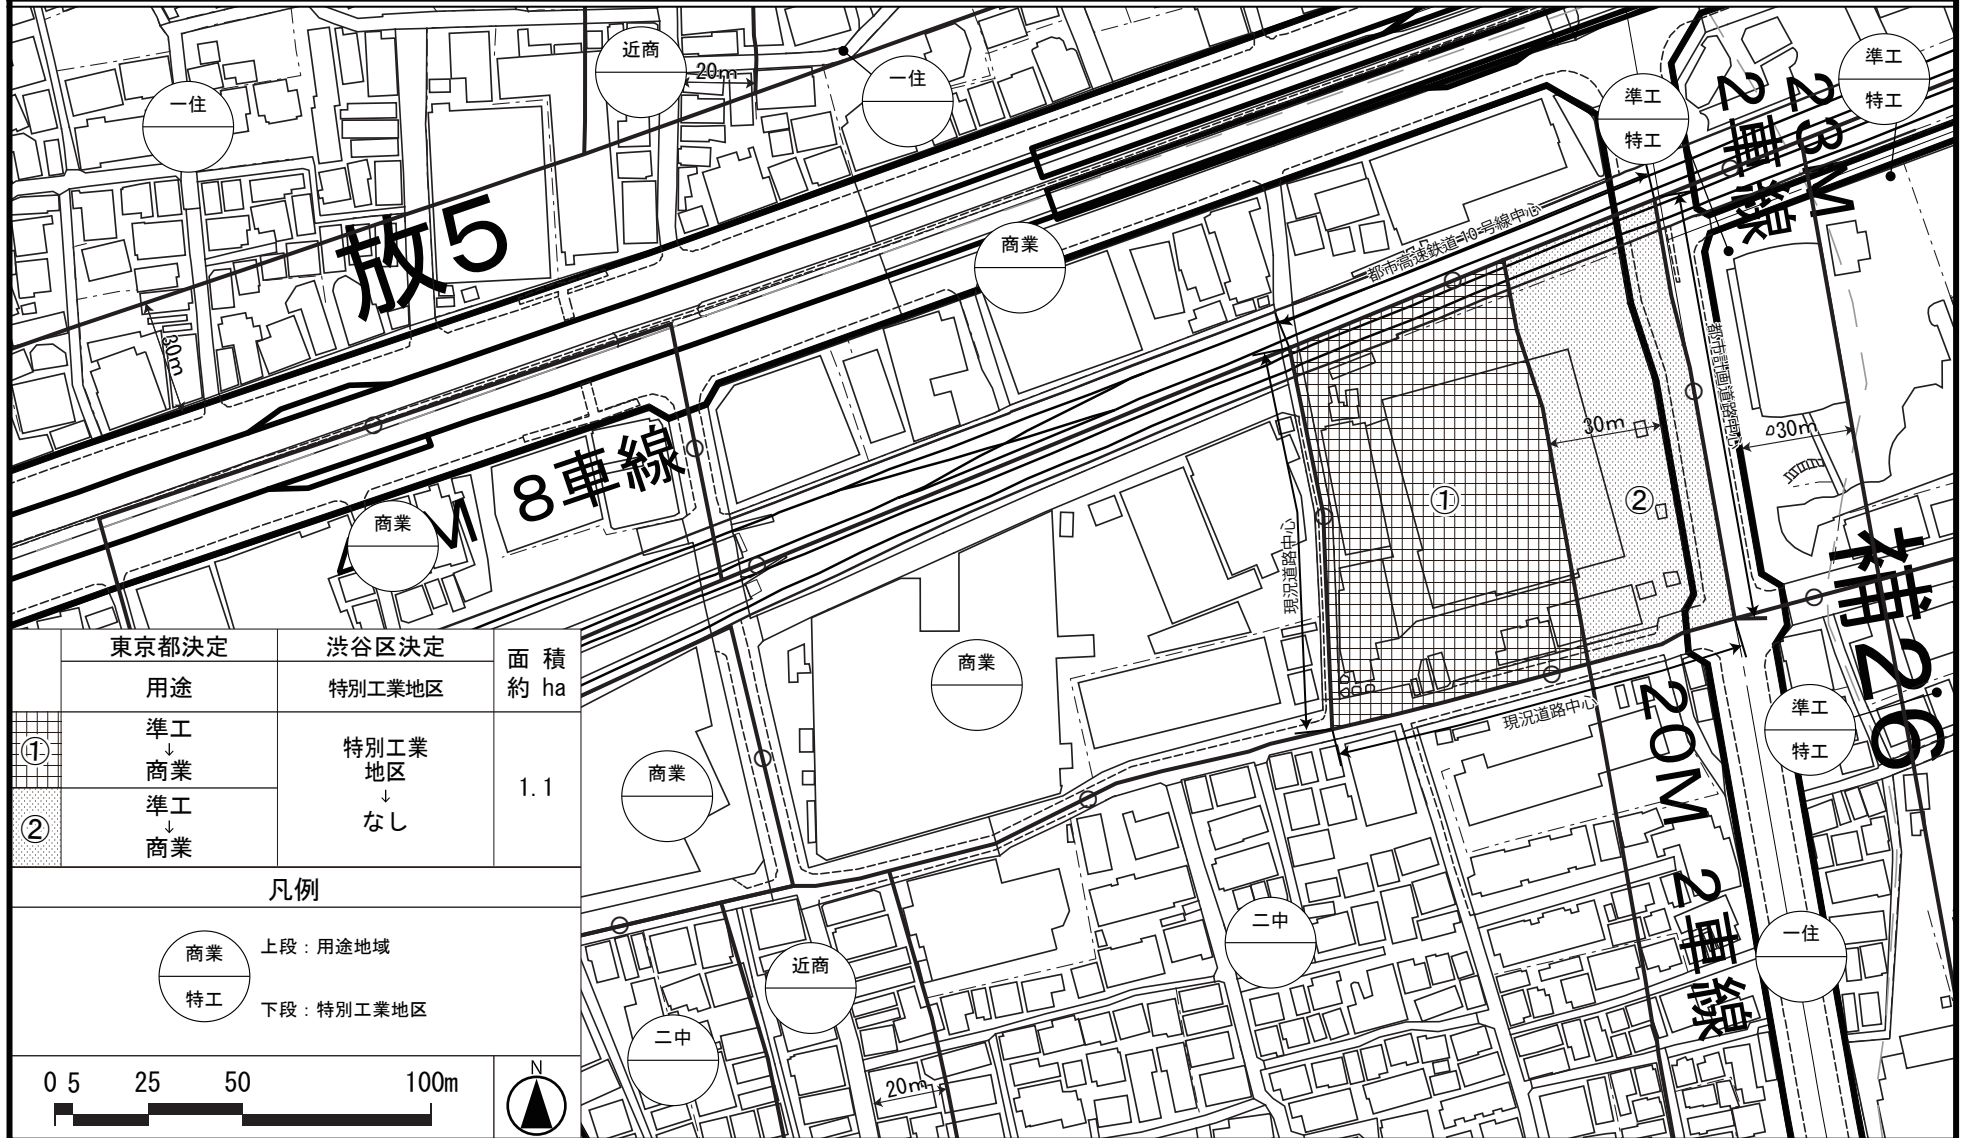 近商
20m
一住
一住
準工
特工
準工
特工
23M
2車線
放5
商業
都市高速鉄道10号線中心
30m
都市計画道路中心
30m
30m
8車線
①
②
商業
M
現況道路中心
補26
商業
現況道路中心
20M 2車線
準工
特工
商業
二中
一住
近商
二中
20m
東京都決定 渋谷区決定 面積
用途 特別工業地区 約 ha
① 準工
↓
商業
特別工業
地区
↓
なし
1.1
② 準工
↓
商業
凡例
商業 上段：用途地域
特工 下段：特別工業地区
0 5 25 50 100m
N